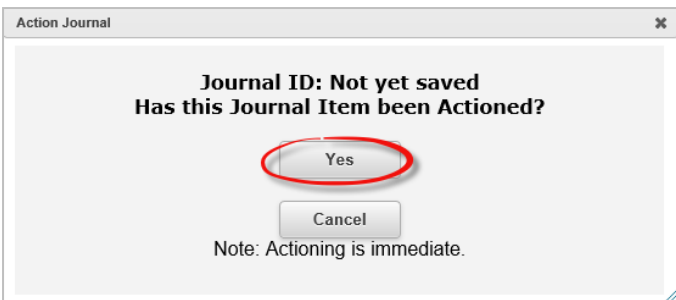 Action Journal
Journal ID: Not yet saved
Has this Journal Item been Actioned?
Yes
Cancel
Note: Actioning is immediate.